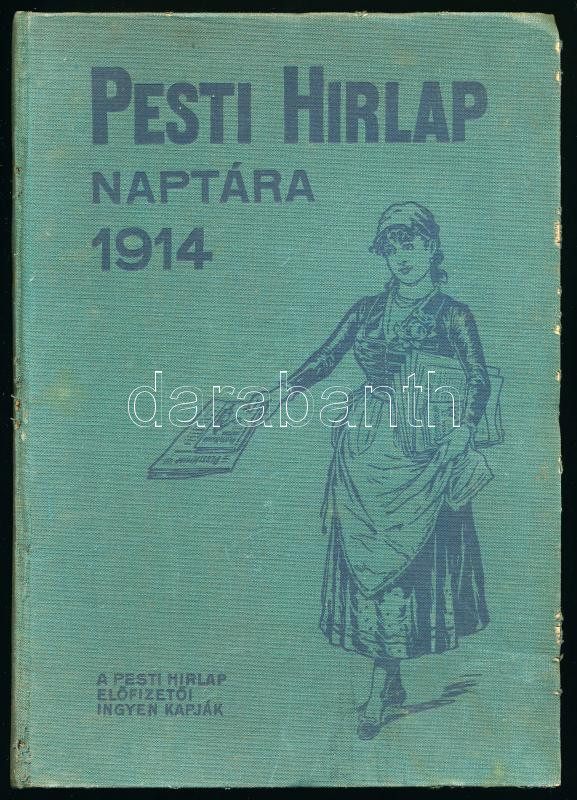 PESTI HIRLAP
NAPTÁRA
1914
darabanth
A PESTI HIRLAP
ELŐFIZETŐI
INGYEN KAPJÁK